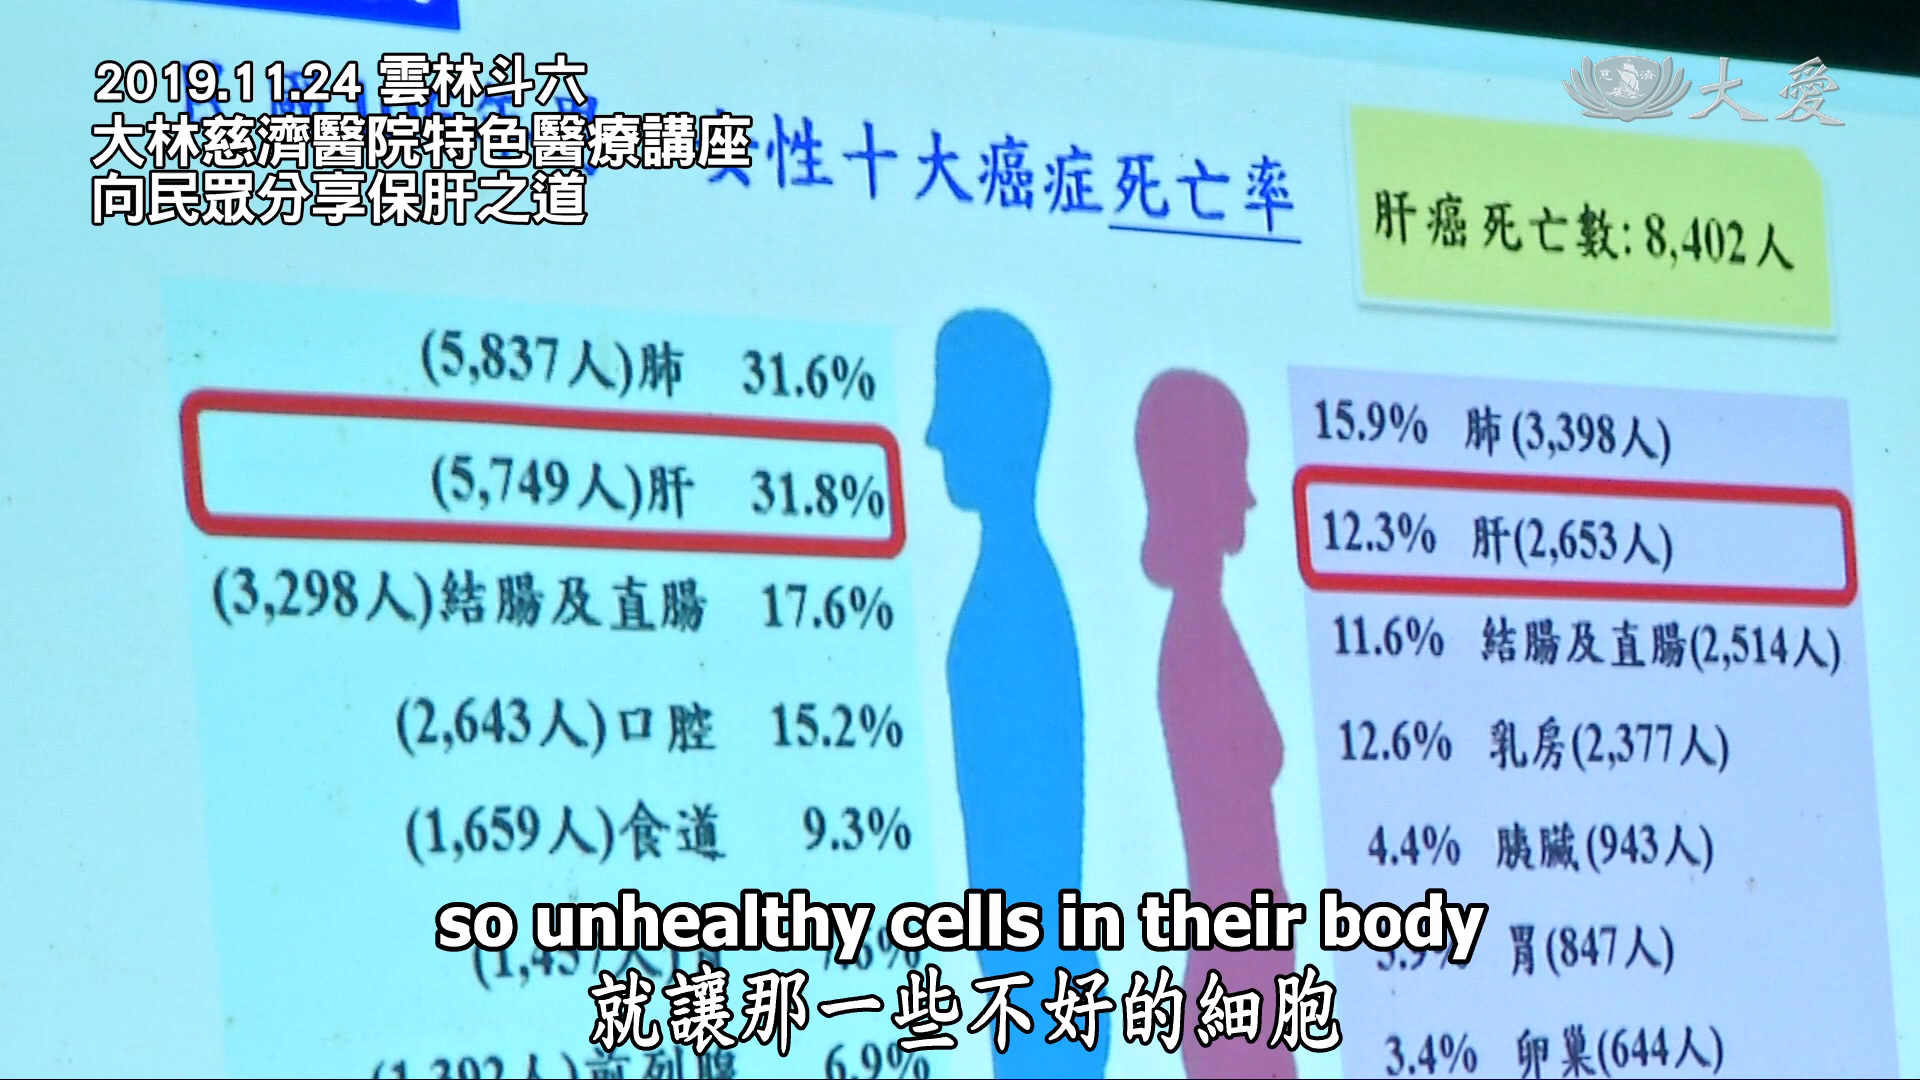 2019.11.24 雲林斗六
大林慈濟醫院特色醫療講座
向民眾分享保肝之道
大愛
性十大癌症死亡率
肝癌死亡數:8,402人
(5,837人)肺 31.6%
(5,749人)肝 31.8%
(3,298人)結腸及直腸 17.6%
(2,643人)口腔 15.2%
(1,659人)食道 9.3%
6.9%
15.9% 肺(3,398人)
12.3% 肝(2,653人)
11.6% 結腸及直腸(2,514人)
12.6% 乳房(2,377人)
4.4% 胰臟(943人)
胃(847人)
3.4% 卵巢(644人)
so unhealthy cells in their body
就讓那一些不好的細胞